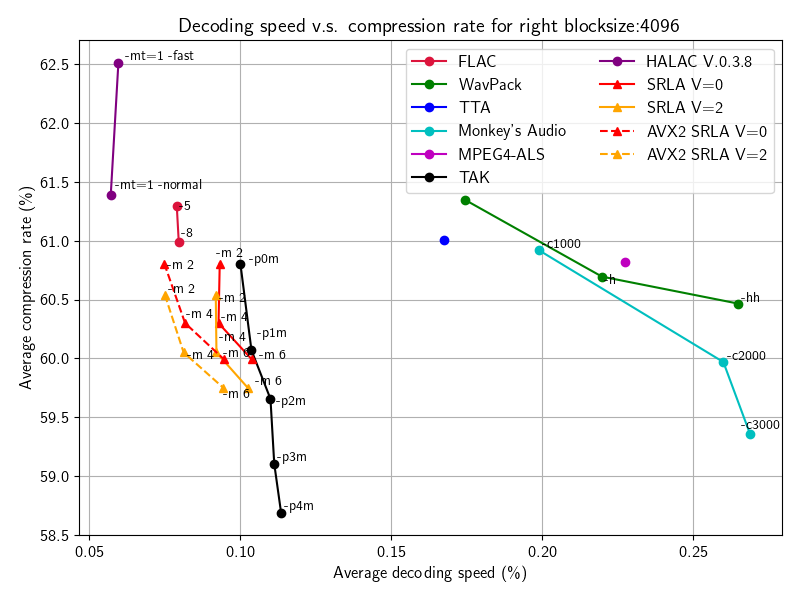 Decoding speed v.s. compression rate for right blocksize:4096
FLAC
WavPack
TTA
Monkey's Audio
MPEG4-ALS
TAK
HALAC V.0.3.8
SRLA V=0
SRLA V=2
AVX2 SRLA V=0
AVX2 SRLA V=2
-mt=1 -fast
-mt=1 -normal
-5
-8
-m 2
-m 2
-p0m
-m 2
-m 2
-m 4
-m 4
-p1m
-m 4
-m 4
-m 6
-m 6
-m 6
-m 6
-p2m
-p3m
-p4m
-c1000
-h
-hh
-c2000
-c3000
62.5
62.0
61.5
61.0
60.5
60.0
59.5
59.0
58.5
Average compression rate (%)
0.05
0.10
0.15
0.20
0.25
Average decoding speed (%)